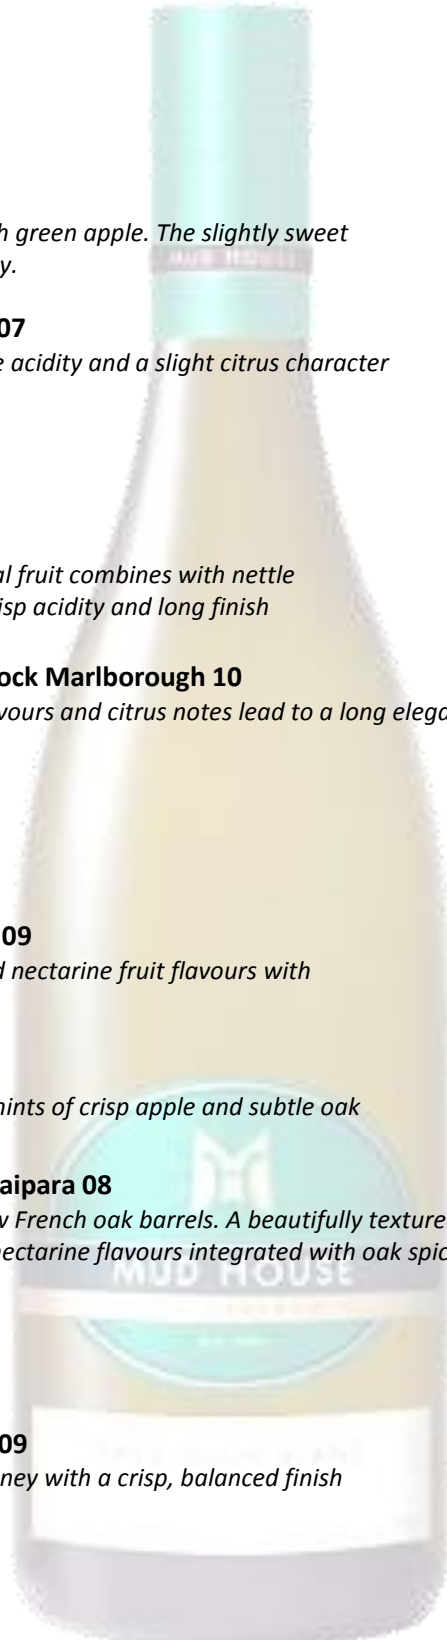 h green apple. The slightly sweet
y.
MUD HOUSE
07
e acidity and a slight citrus character
al fruit combines with nettle
isp acidity and long finish
ock Marlborough 10
vours and citrus notes lead to a long elega
09
d nectarine fruit flavours with
hints of crisp apple and subtle oak
aipara 08
w French oak barrels. A beautifully texture
nectarine flavours integrated with oak spic
MUD HOUSE
09
ney with a crisp, balanced finish